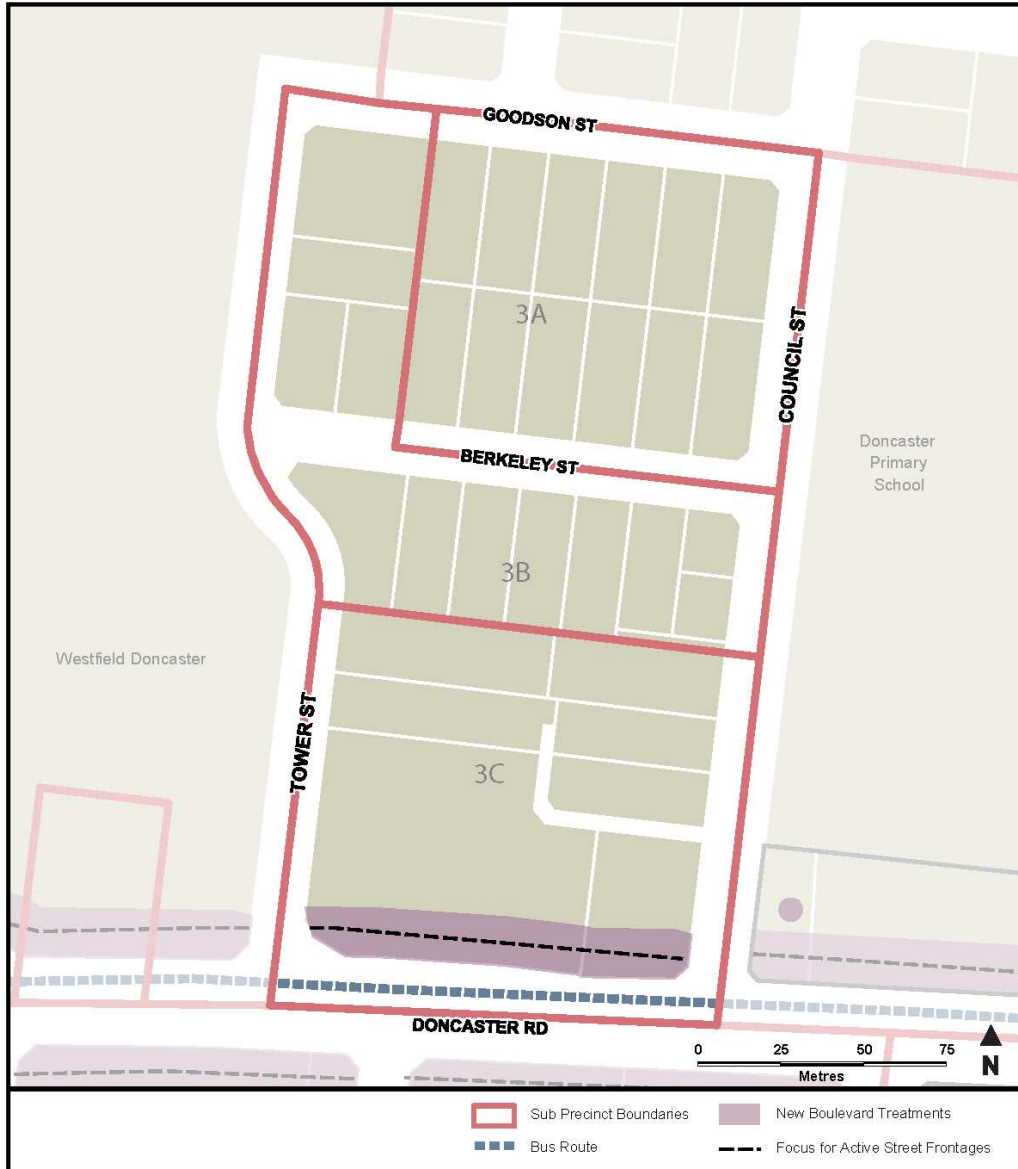 GOODSON ST
3A
COUNCIL ST
Doncaster
Primary
School
BERKELEY ST
3B
Westfield Doncaster
TOWER ST
3C
DONCASTER RD
0 25 50 75
Metres
N
Sub Precinct Boundaries
New Boulevard Treatments
Bus Route
Focus for Active Street Frontages